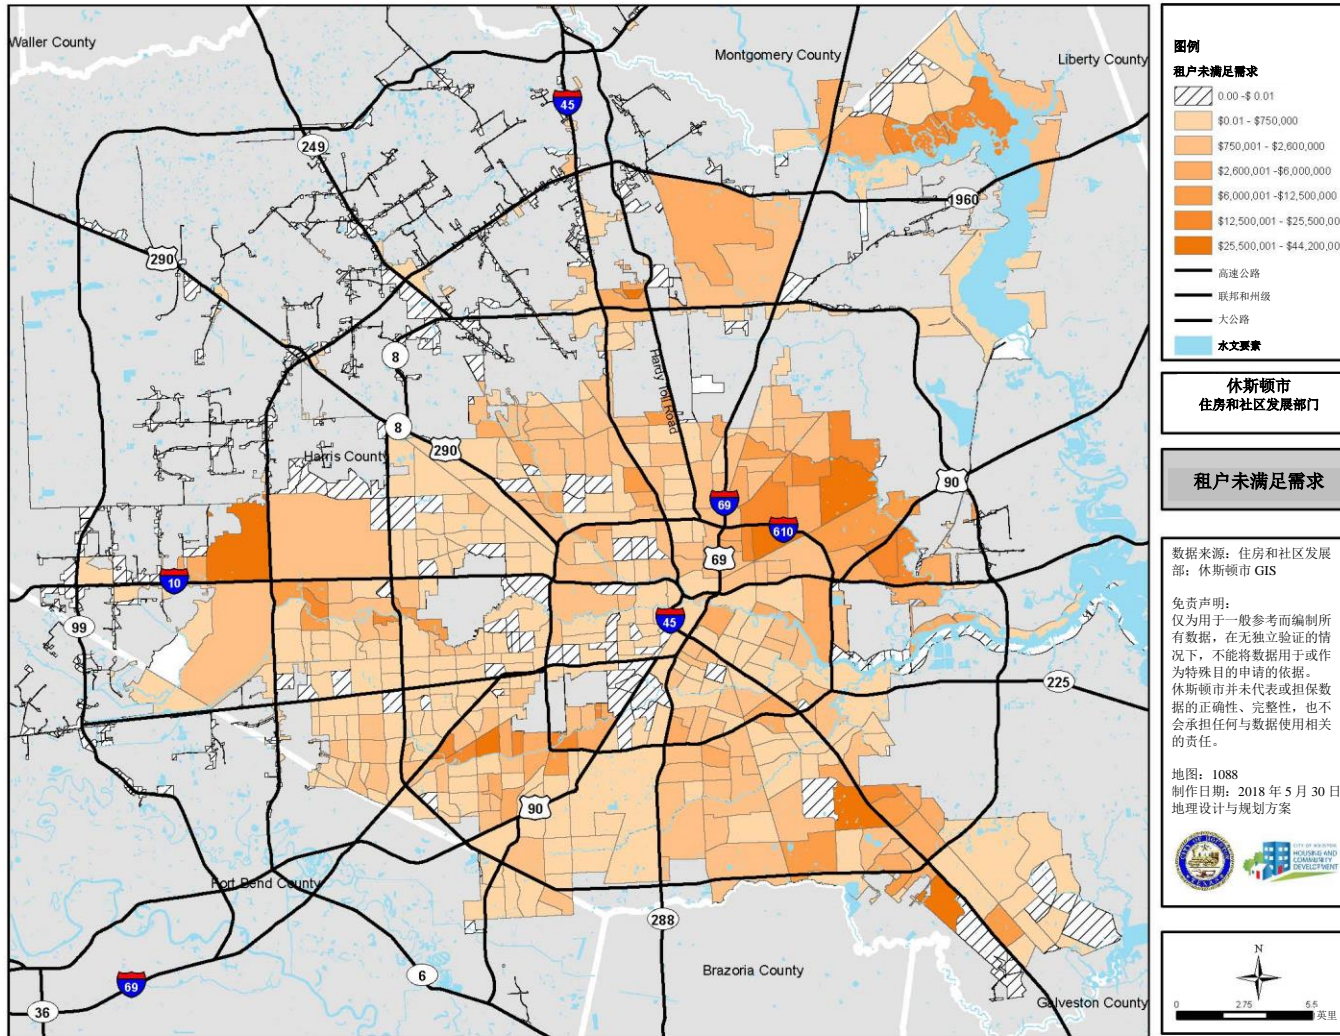 Waller County
Montgomery County
Liberty County
45
249
1960
290
8
Hardy Toll Road
8
290
Harris County
90
69
610
69
10
45
99
225
90
Fort Bend County
288
6
69
Brazoria County
36
Galveston County
图例
租户未满足需求
0.00 -$ 0.01
$0.01 - $750,000
$750,001 - $2,600,000
$2,600,001 -$6,000,000
$6,000,001 -$12,500,000
$12,500,001 - $25,500,00
$25,500,001 - $44,200,00
高速公路
联邦和州级
大公路
水文要素
休斯顿市
住房和社区发展部门
租户未满足需求
数据来源：住房和社区发展
部；休斯顿市 GIS
免责声明：
仅为用于一般参考而编制所
有数据，在无独立验证的情
况下，不能将数据用于或作
为特殊目的申请的依据。
休斯顿市并未代表或担保数
据的正确性、完整性，也不
会承担任何与数据使用相关
的责任。
地图：1088
制作日期：2018 年 5 月 30 日
地理设计与规划方案
CITY OF HOUSTON
HOUSING AND
COMMUNITY
DEVELOPMENT
N
0 2.75 5.5
英里